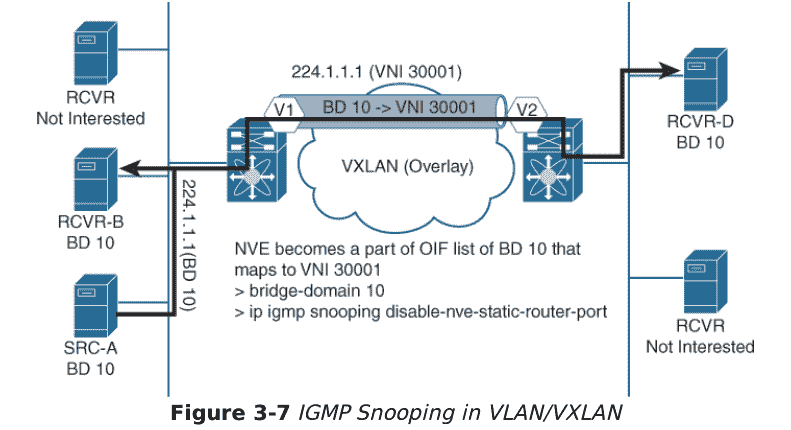 224.1.1.1 (VNI 30001)
RCVR
Not Interested
V1
BD 10 -> VNI 30001
V2
RCVR-D
BD 10
VXLAN (Overlay)
RCVR-B
BD 10
224.1.1.1(BD 10)
NVE becomes a part of OIF list of BD 10 that
maps to VNI 30001
> bridge-domain 10
> ip igmp snooping disable-nve-static-router-port
SRC-A
BD 10
RCVR
Not Interested
Figure 3-7 IGMP Snooping in VLAN/VXLAN